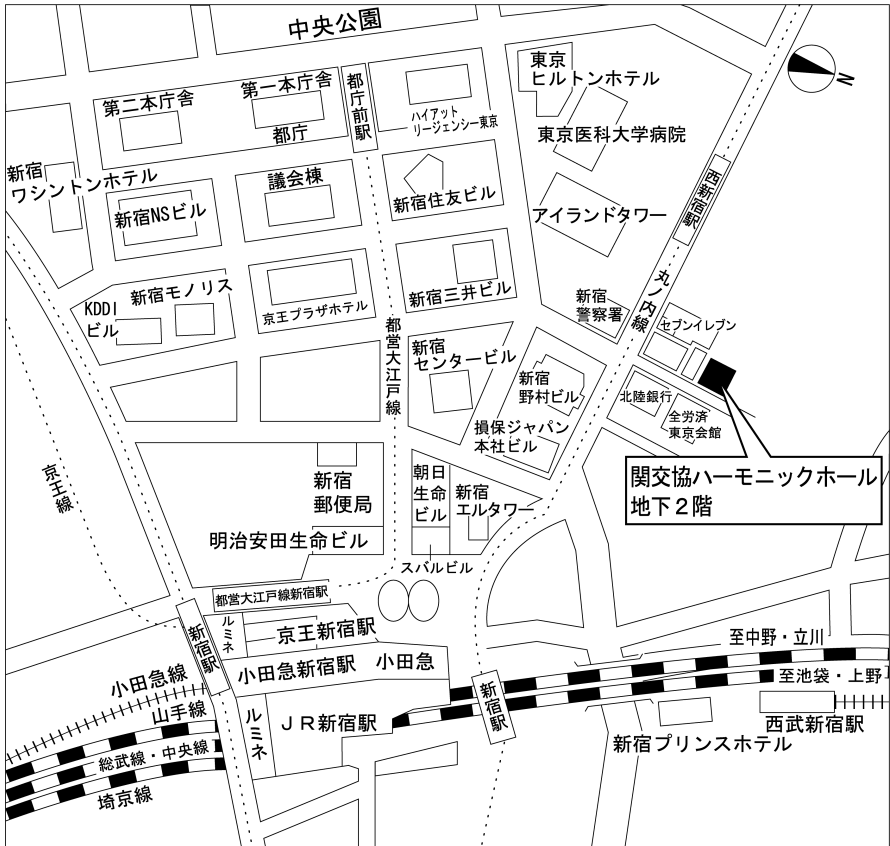 中央公園
N
第二本庁舎
第一本庁舎
都庁
都庁前駅
ハイアット
リージェンシー東京
東京
ヒルトンホテル
東京医科大学病院
西新宿駅
新宿
ワシントンホテル
新宿NSビル
議会棟
新宿住友ビル
アイランドタワー
KDDI
ビル
新宿モノリス
京王プラザホテル
新宿三井ビル
新宿
警察署
丸ノ内線
セブンイレブン
都営大江戸線
新宿
センタービル
新宿
野村ビル
北陸銀行
全労済
東京会館
損保ジャパン
本社ビル
関交協ハーモニックホール
地下2階
京王線
新宿
郵便局
朝日
生命
ビル
新宿
エルタワー
明治安田生命ビル
スバルビル
都営大江戸線新宿駅
ルミネ
京王新宿駅
新宿駅
小田急新宿駅
小田急
至中野・立川
至池袋・上野
小田急線
山手線
総武線・中央線
埼京線
ルミネ
JR新宿駅
新宿駅
西武新宿駅
新宿プリンスホテル